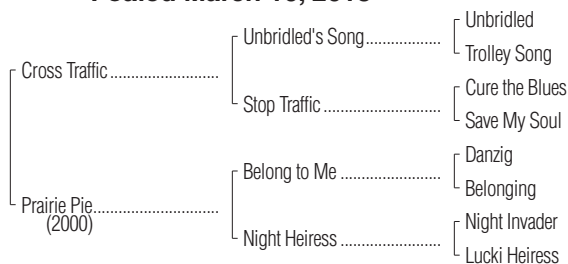 Foaled March
Unbridled
Unbridled's Song
Trolley Song
Cross Traffic
Cure the Blues
Stop Traffic
Save My Soul
Danzig
Belong to Me
Belonging
Prairie Pie
(2000)
Night Invader
Night Heiress
Lucki Heiress